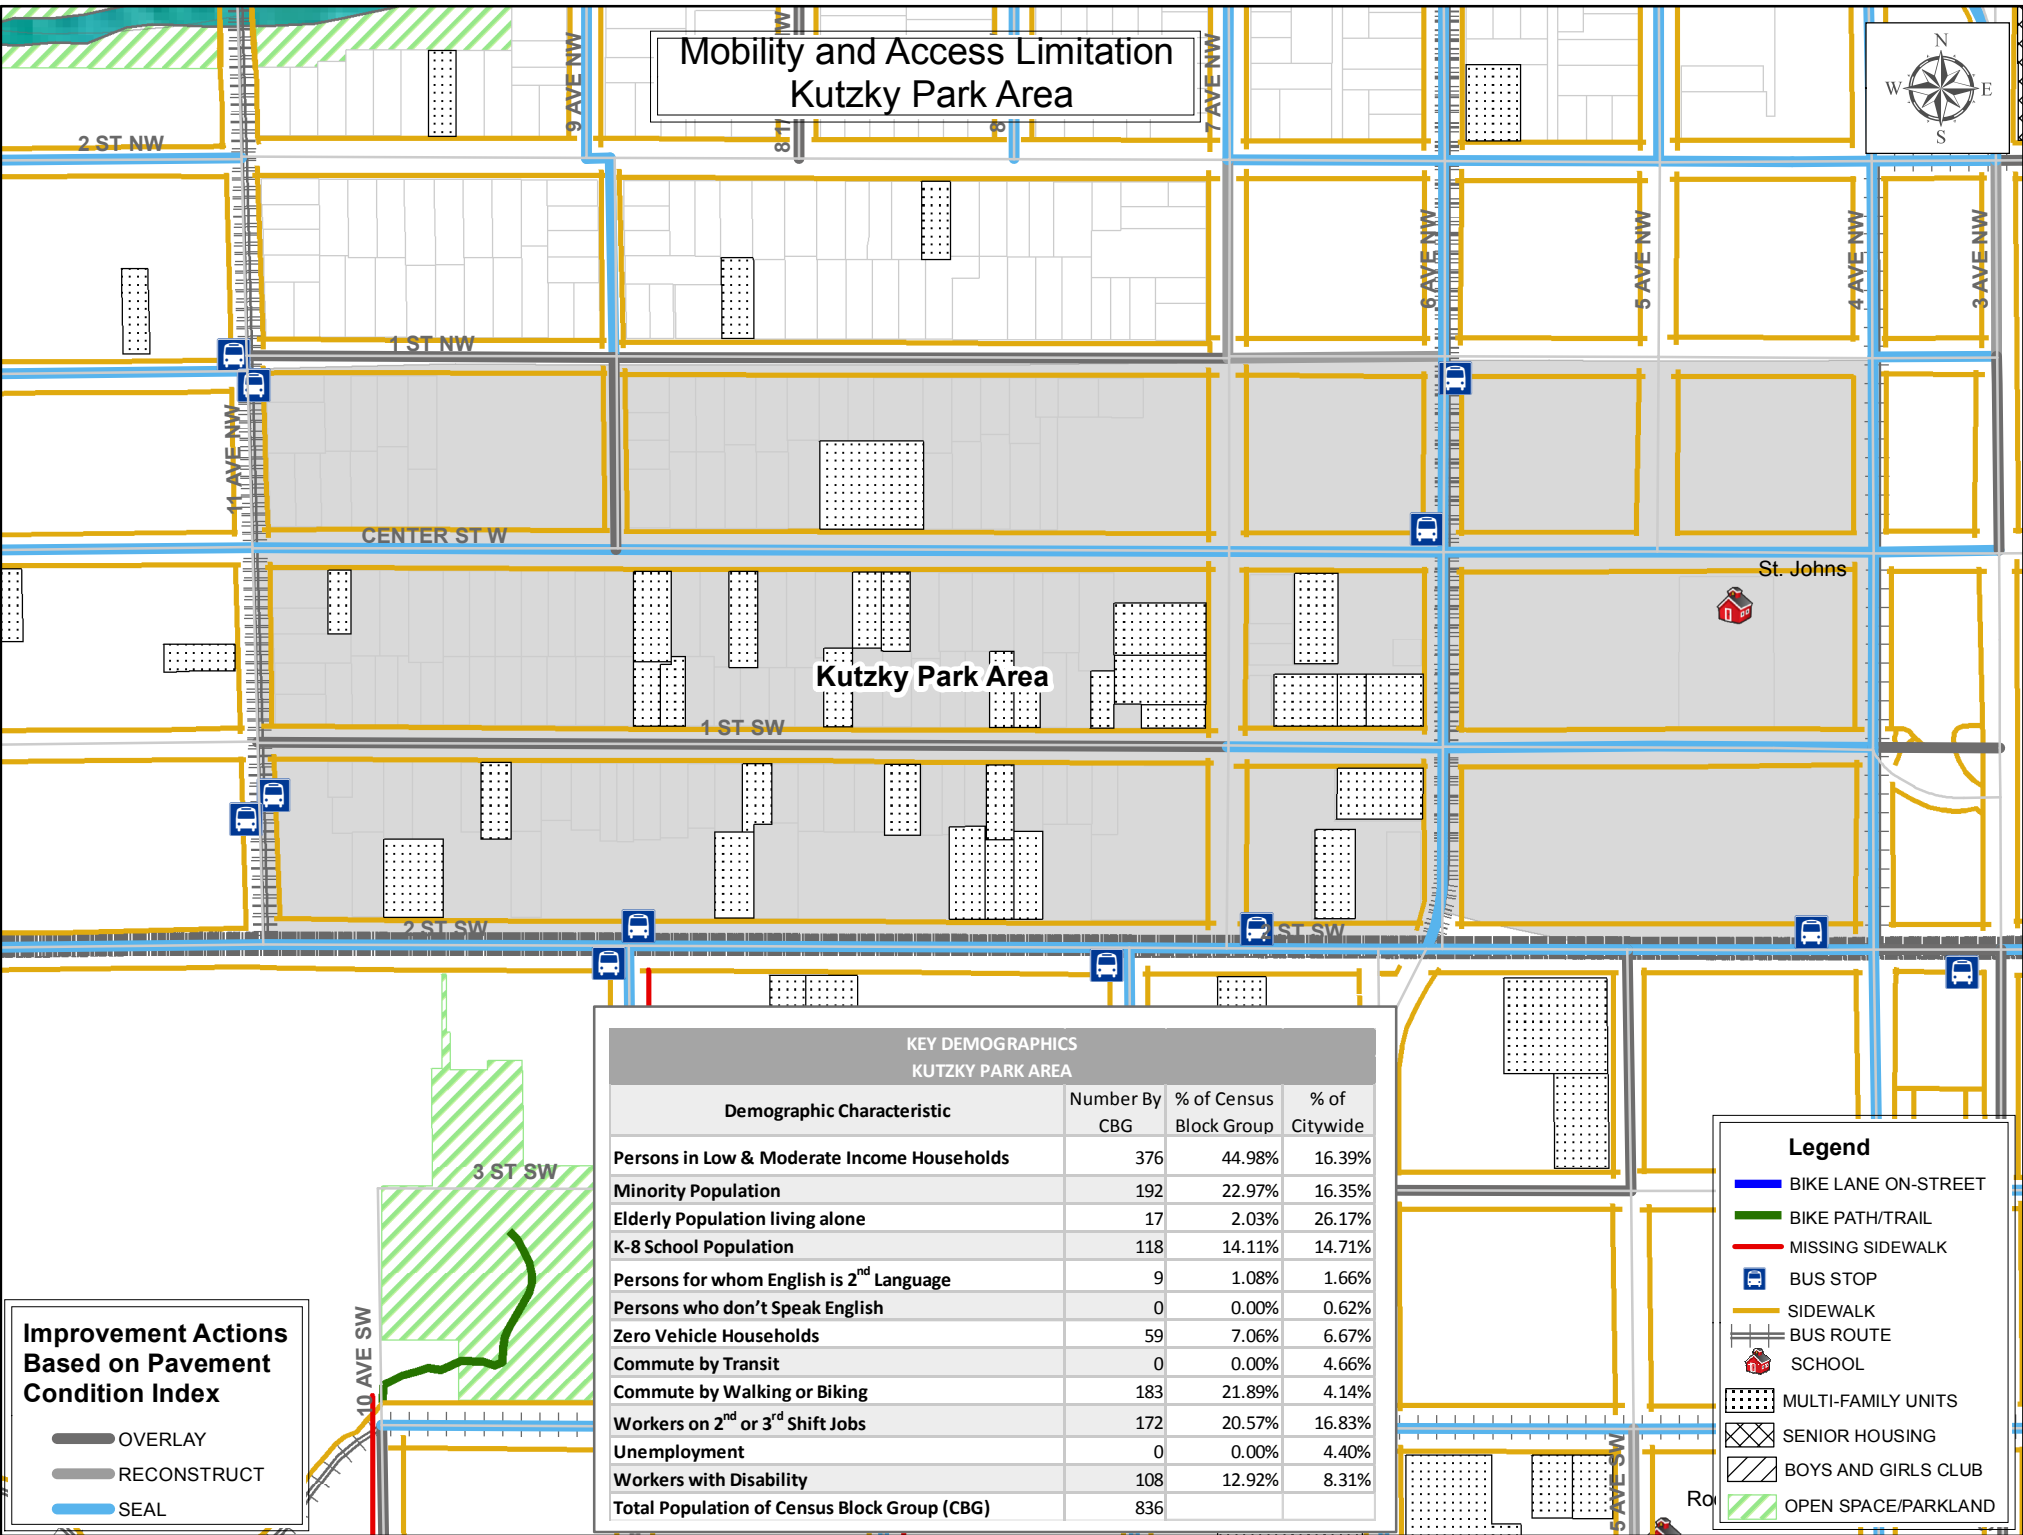 Mobility and Access Limitation
Kutzky Park Area
N
W E
S
9 AVE NW
7 AVE NW
2 ST NW
6 AVE NW
5 AVE NW
4 AVE NW
3 AVE NW
1 ST NW
11 AVE NW
CENTER ST W
St. Johns
Kutzky Park Area
1 ST SW
2 ST SW
ST SW
3 ST SW
10 AVE SW
5 AVE SW
KEY DEMOGRAPHICS
KUTZKY PARK AREA
Demographic Characteristic Number By CBG % of Census Block Group % of Citywide
Persons in Low & Moderate Income Households 376 44.98% 16.39%
Minority Population 192 22.97% 16.35%
Elderly Population living alone 17 2.03% 26.17%
K-8 School Population 118 14.11% 14.71%
Persons for whom English is 2nd Language 9 1.08% 1.66%
Persons who don't Speak English 0 0.00% 0.62%
Zero Vehicle Households 59 7.06% 6.67%
Commute by Transit 0 0.00% 4.66%
Commute by Walking or Biking 183 21.89% 4.14%
Workers on 2nd or 3rd Shift Jobs 172 20.57% 16.83%
Unemployment 0 0.00% 4.40%
Workers with Disability 108 12.92% 8.31%
Total Population of Census Block Group (CBG) 836
Improvement Actions
Based on Pavement
Condition Index
OVERLAY
RECONSTRUCT
SEAL
Legend
BIKE LANE ON-STREET
BIKE PATH/TRAIL
MISSING SIDEWALK
BUS STOP
SIDEWALK
BUS ROUTE
SCHOOL
MULTI-FAMILY UNITS
SENIOR HOUSING
BOYS AND GIRLS CLUB
OPEN SPACE/PARKLAND